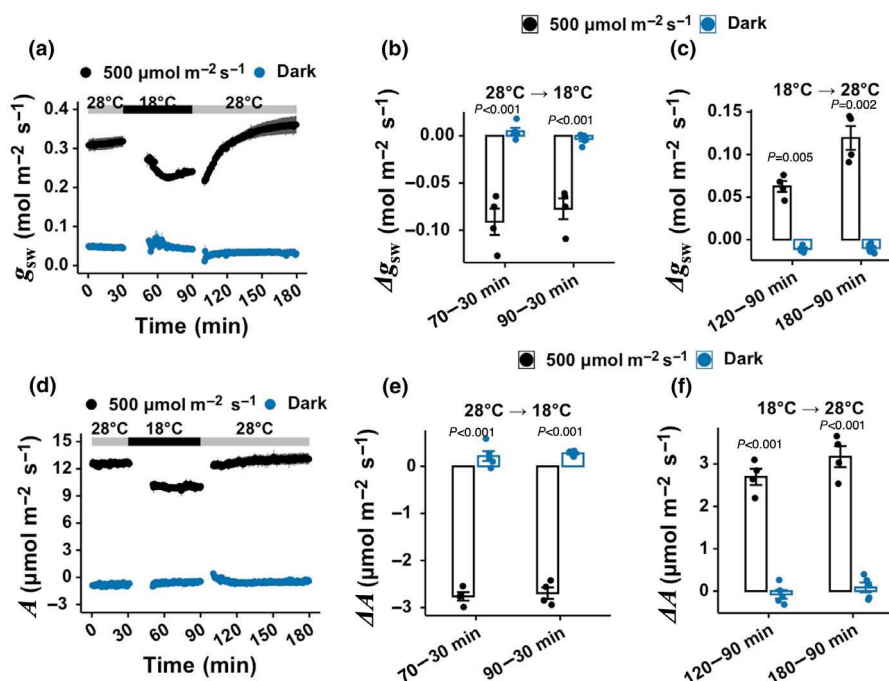 (a)
500 µmol m⁻² s⁻¹ Dark
28°C 18°C 28°C
g_sw (mol m⁻² s⁻¹)
0.4
0.3
0.2
0.1
0.0
0 30 60 90 120 150 180
Time (min)
500 µmol m⁻² s⁻¹ Dark
(b)
28°C → 18°C
P<0.001
P<0.001
Δg_sw (mol m⁻² s⁻¹)
0.00
−0.05
−0.10
70−30 min
90−30 min
(c)
18°C → 28°C
P=0.002
P=0.005
Δg_sw (mol m⁻² s⁻¹)
0.15
0.10
0.05
0.00
120−90 min
180−90 min
(d)
500 µmol m⁻² s⁻¹ Dark
28°C 18°C 28°C
A (µmol m⁻² s⁻¹)
15
12
9
6
3
0
−3
0 30 60 90 120 150 180
Time (min)
500 µmol m⁻² s⁻¹ Dark
(e)
28°C → 18°C
P<0.001 P<0.001
ΔA (µmol m⁻² s⁻¹)
0
−1
−2
−3
70−30 min
90−30 min
(f)
18°C → 28°C
P<0.001
P<0.001
ΔA (µmol m⁻² s⁻¹)
3
2
1
0
120−90 min
180−90 min